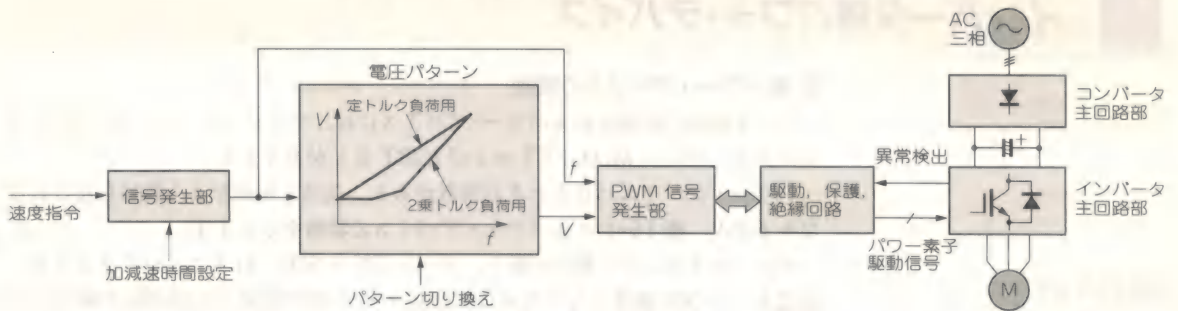 AC
三相
電圧パターン
定トルク負荷用
V
2乗トルク負荷用
f
速度指令
信号発生部
加減速時間設定
パターン切り換え
f
V
PWM 信号
発生部
駆動,保護,
絶縁回路
異常検出
パワー素子
駆動信号
コンバータ
主回路部
+
インバータ
主回路部
M